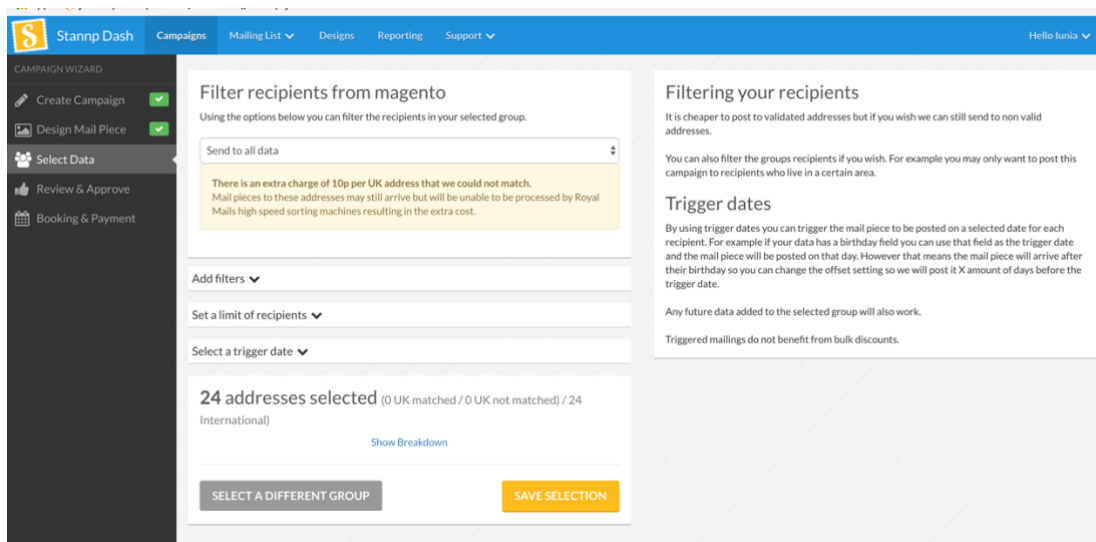 S Stannp Dash Campaigns Mailing List Designs Reporting Support Hello Iunia
CAMPAIGN WIZARD
Create Campaign
Design Mail Piece
Select Data
Review & Approve
Booking & Payment
Filter recipients from magento
Using the options below you can filter the recipients in your selected group.
Send to all data
There is an extra charge of 10p per UK address that we could not match.
Mail pieces to these addresses may still arrive but will be unable to be processed by Royal
Mails high speed sorting machines resulting in the extra cost.
Add filters
Set a limit of recipients
Select a trigger date
24 addresses selected (0 UK matched / 0 UK not matched) / 24
International)
Show Breakdown
SELECT A DIFFERENT GROUP
SAVE SELECTION
Filtering your recipients
It is cheaper to post to validated addresses but if you wish we can still send to non valid
addresses.
You can also filter the groups recipients if you wish. For example you may only want to post this
campaign to recipients who live in a certain area.
Trigger dates
By using trigger dates you can trigger the mail piece to be posted on a selected date for each
recipient. For example if your data has a birthday field you can use that field as the trigger date
and the mail piece will be posted on that day. However that means the mail piece will arrive after
their birthday so you can change the offset setting so we will post it X amount of days before the
trigger date.
Any future data added to the selected group will also work.
Triggered mailings do not benefit from bulk discounts.